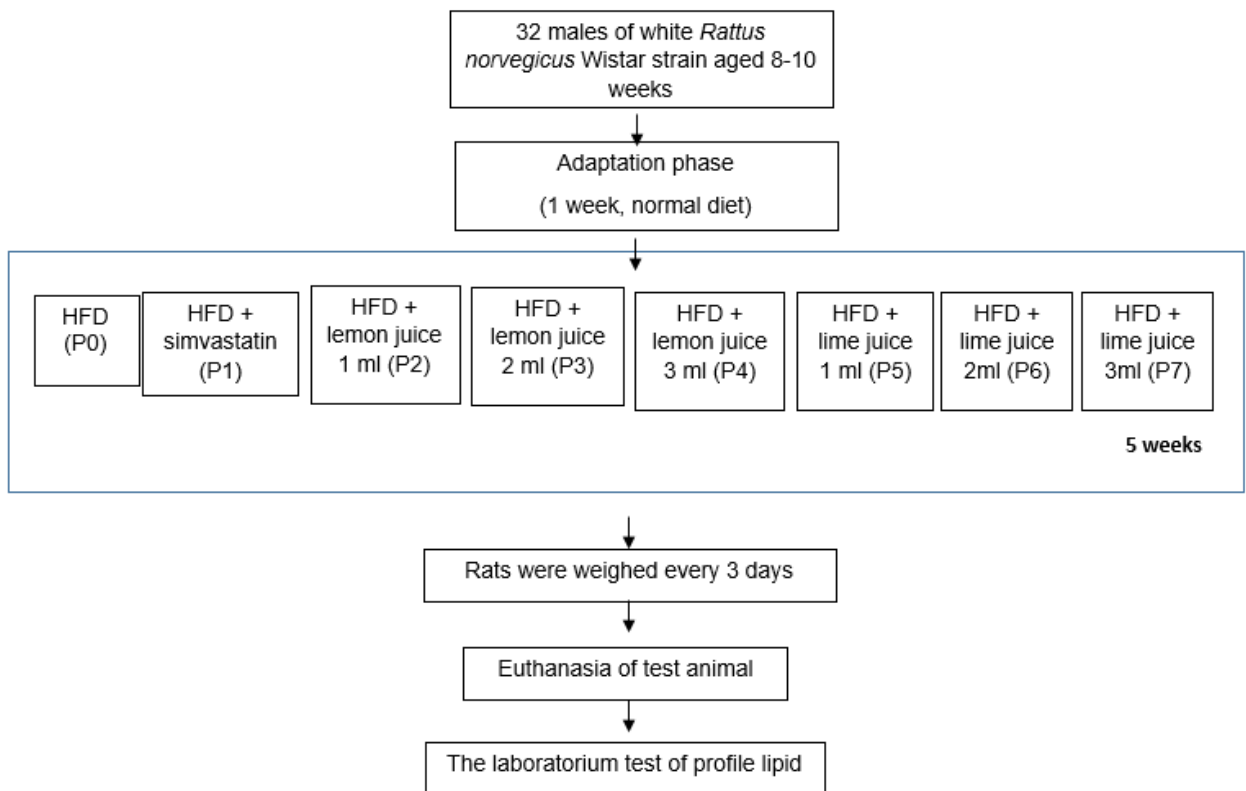 32 males of white Rattus
norvegicus Wistar strain aged 8-10
weeks
Adaptation phase
(1 week, normal diet)
HFD
(P0)
HFD +
simvastatin
(P1)
HFD +
lemon juice
1 ml (P2)
HFD +
lemon juice
2 ml (P3)
HFD +
lemon juice
3 ml (P4)
HFD +
lime juice
1 ml (P5)
HFD +
lime juice
2ml (P6)
HFD +
lime juice
3ml (P7)
5 weeks
Rats were weighed every 3 days
Euthanasia of test animal
The laboratorium test of profile lipid